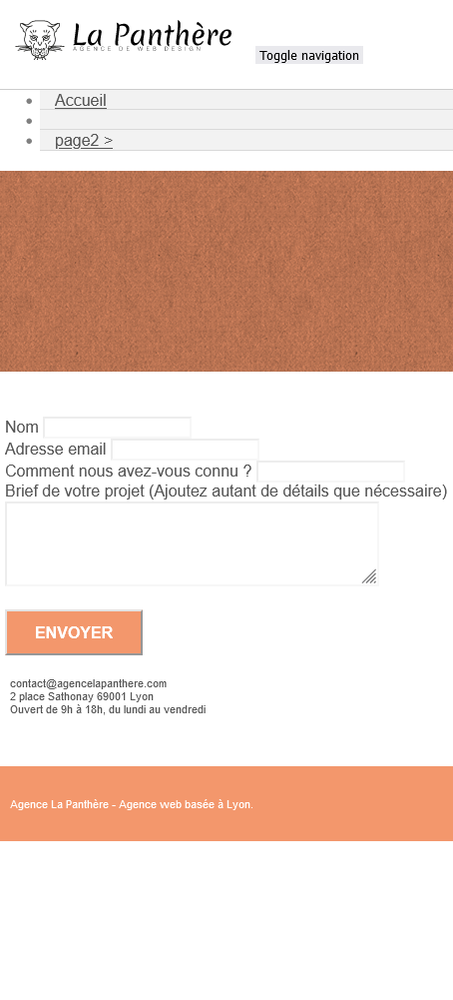 La Panthère
AGENCE DE WEB DESIGN
Toggle navigation
Accueil
page2 >
Nom
Adresse email
Comment nous avez-vous connu ?
Brief de votre projet (Ajoutez autant de détails que nécessaire)
ENVOYER
contact@agencelapanthere.com
2 place Sathonay 69001 Lyon
Ouvert de 9h à 18h, du lundi au vendredi
Agence La Panthère - Agence web basée à Lyon.